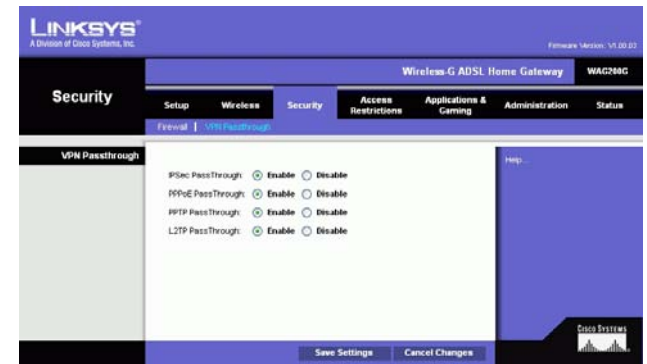 LINKSYS®
A Division of Cisco Systems, Inc.
Firmware Version: V1.00.03
Wireless-G ADSL Home Gateway WAG200G
Security
Setup Wireless Security Access Restrictions Applications & Gaming Administration Status
Firewall | VPN Passthrough
VPN Passthrough
IPSec PassThrough: Enable Disable
PPPoE PassThrough: Enable Disable
PPTP PassThrough: Enable Disable
L2TP PassThrough: Enable Disable
Help...
Save Settings Cancel Changes
CISCO SYSTEMS